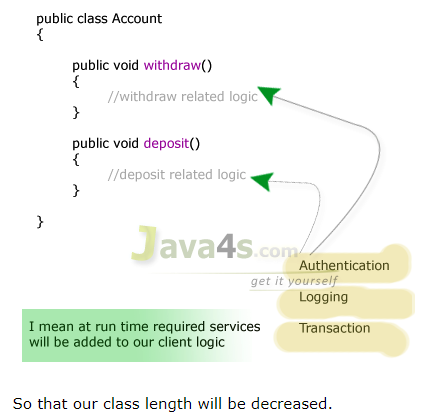 public class Account
{
public void withdraw()
{
//withdraw related logic
}
public void deposit()
{
//deposit related logic
}
}
Java4s.com
get it yourself
Authentication
Logging
Transaction
I mean at run time required services
will be added to our client logic
So that our class length will be decreased.